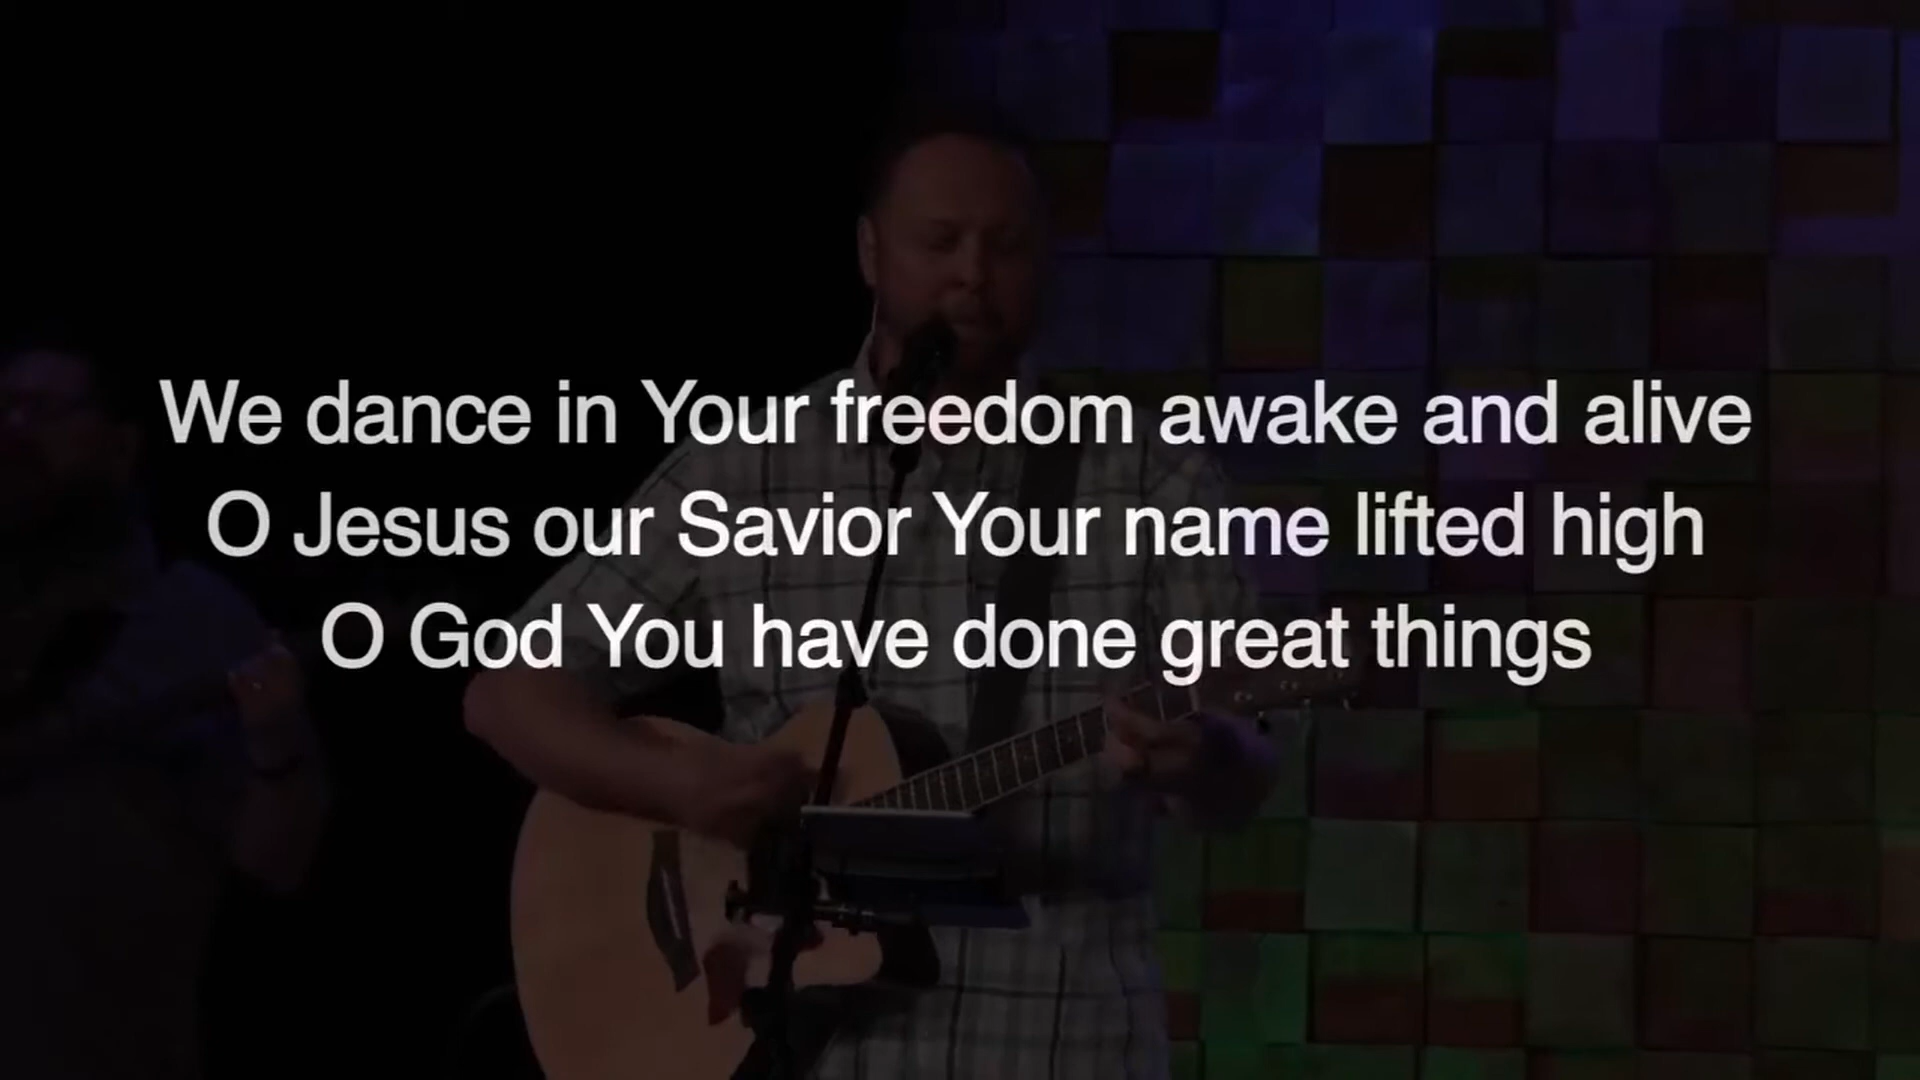 We dance in Your freedom awake and alive
O Jesus our Savior Your name lifted high
O God You have done great things